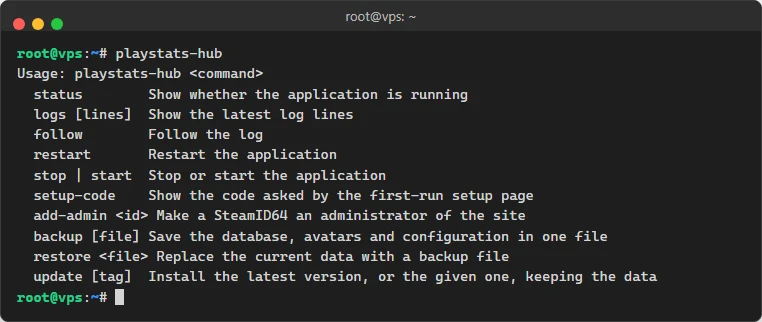 root@vps: ~
root@vps:~# playstats-hub
Usage: playstats-hub <command>
  status        Show whether the application is running
  logs [lines]  Show the latest log lines
  follow        Follow the log
  restart       Restart the application
  stop | start  Stop or start the application
  setup-code    Show the code asked by the first-run setup page
  add-admin <id> Make a SteamID64 an administrator of the site
  backup [file] Save the database, avatars and configuration in one file
  restore <file> Replace the current data with a backup file
  update [tag]  Install the latest version, or the given one, keeping the data
root@vps:~#